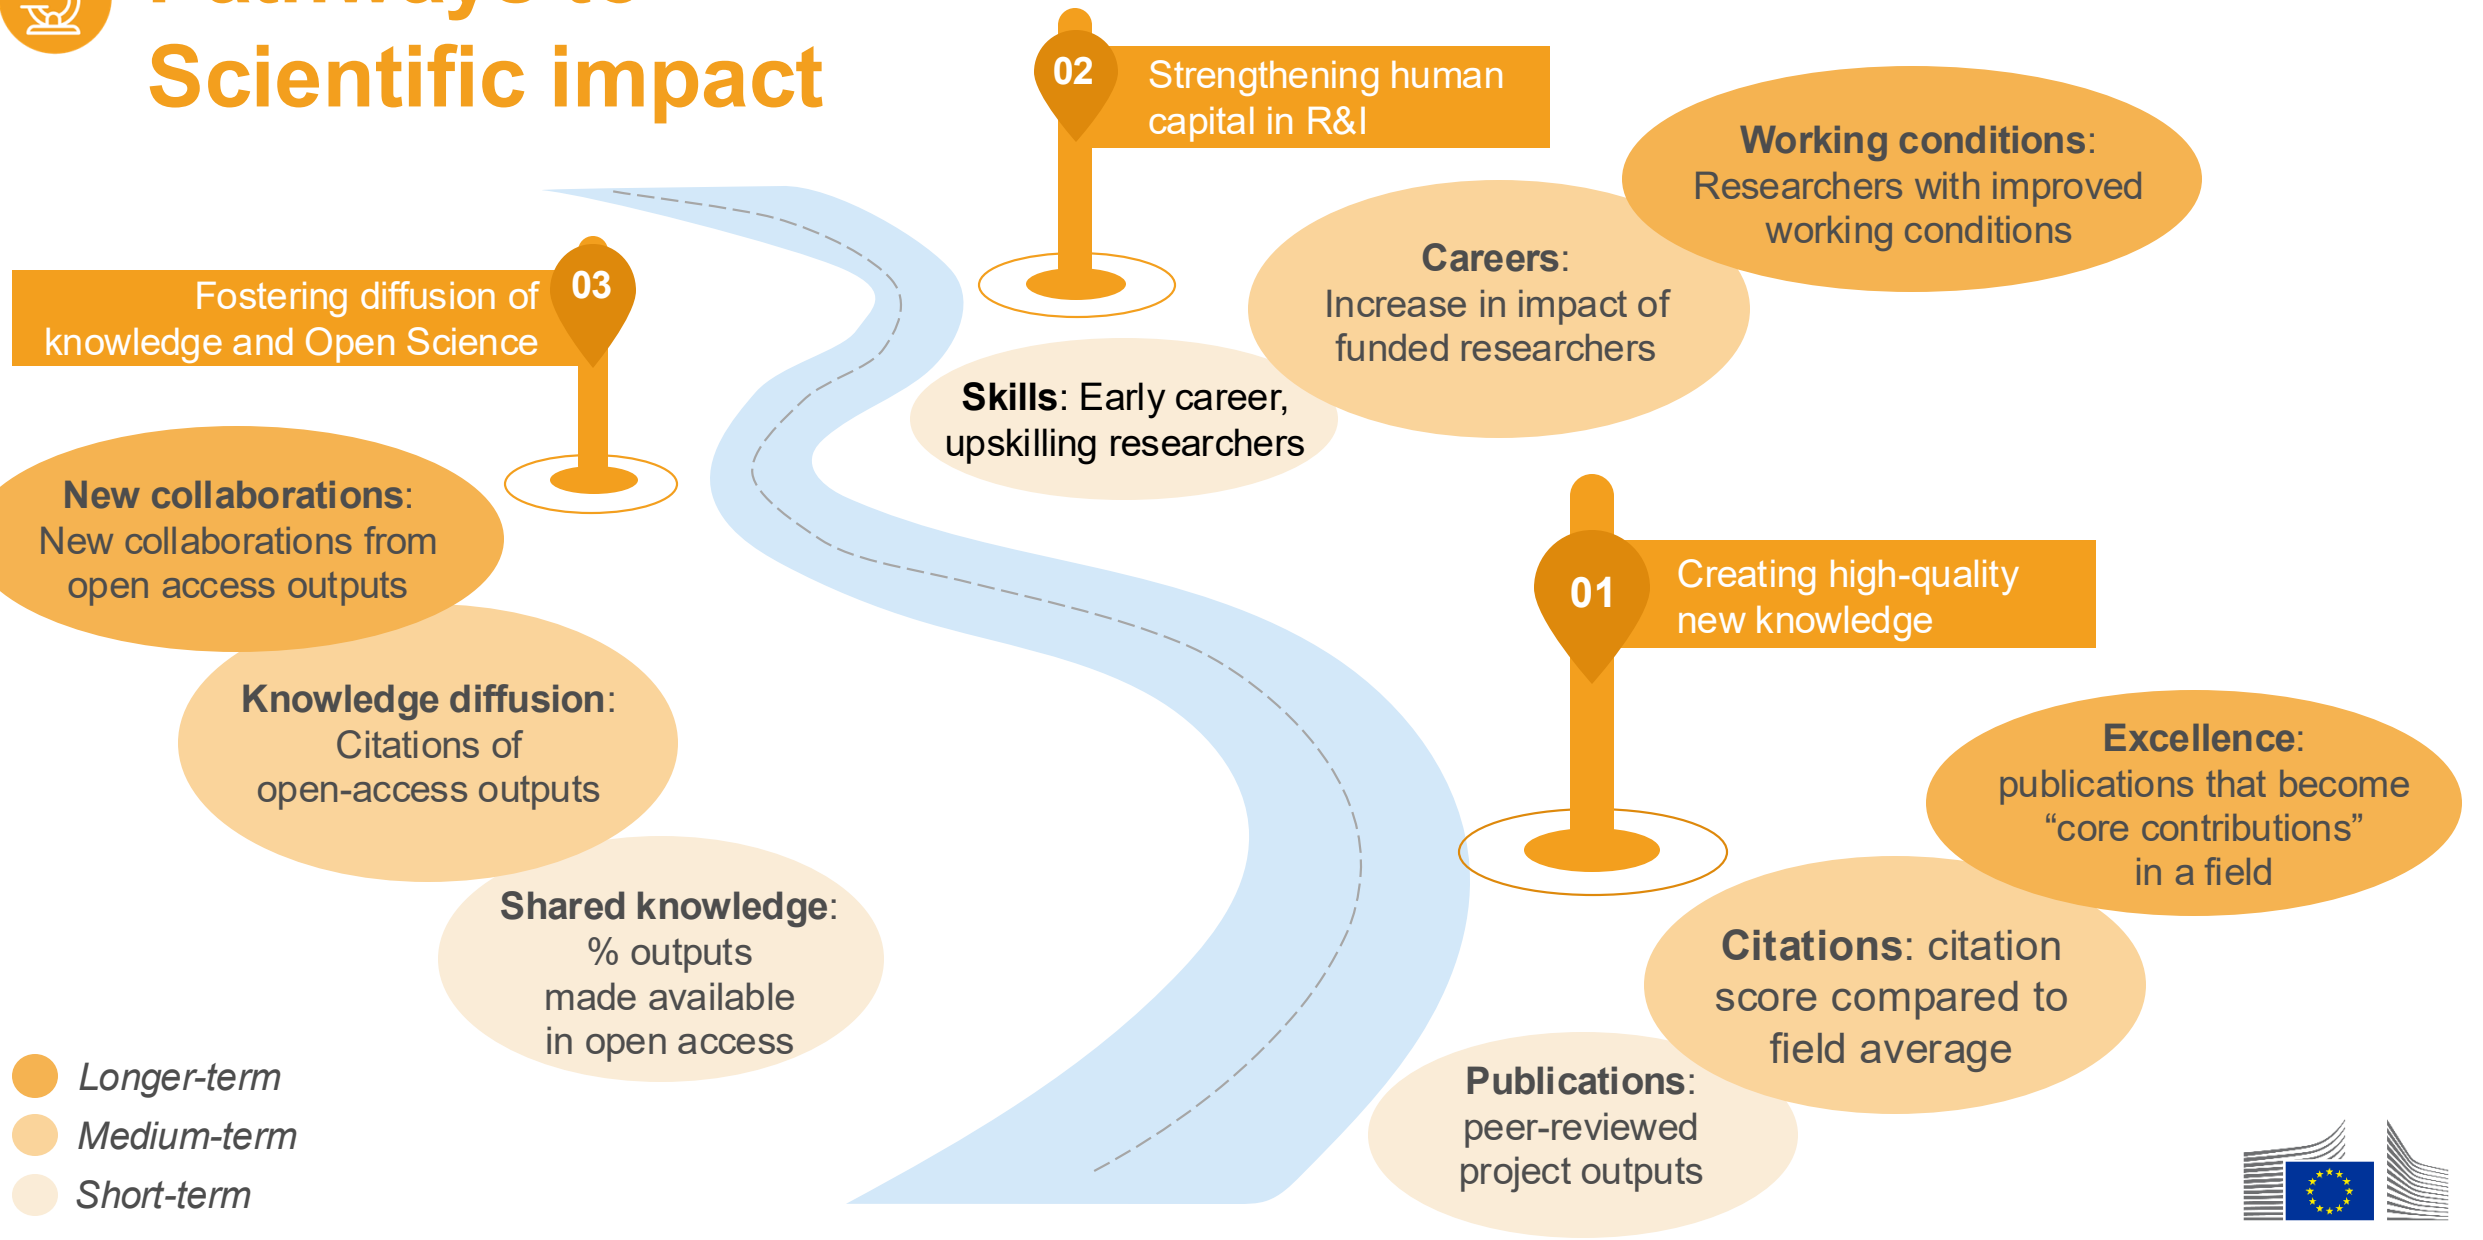 Pathways to
Scientific impact
02
Strengthening human
capital in R&I
Working conditions:
Researchers with improved
working conditions
Careers:
Increase in impact of
funded researchers
Skills: Early career,
upskilling researchers
03
Fostering diffusion of
knowledge and Open Science
New collaborations:
New collaborations from
open access outputs
Knowledge diffusion:
Citations of
open-access outputs
Shared knowledge:
% outputs
made available
in open access
01
Creating high-quality
new knowledge
Excellence:
publications that become
“core contributions”
in a field
Citations: citation
score compared to
field average
Publications:
peer-reviewed
project outputs
Longer-term
Medium-term
Short-term